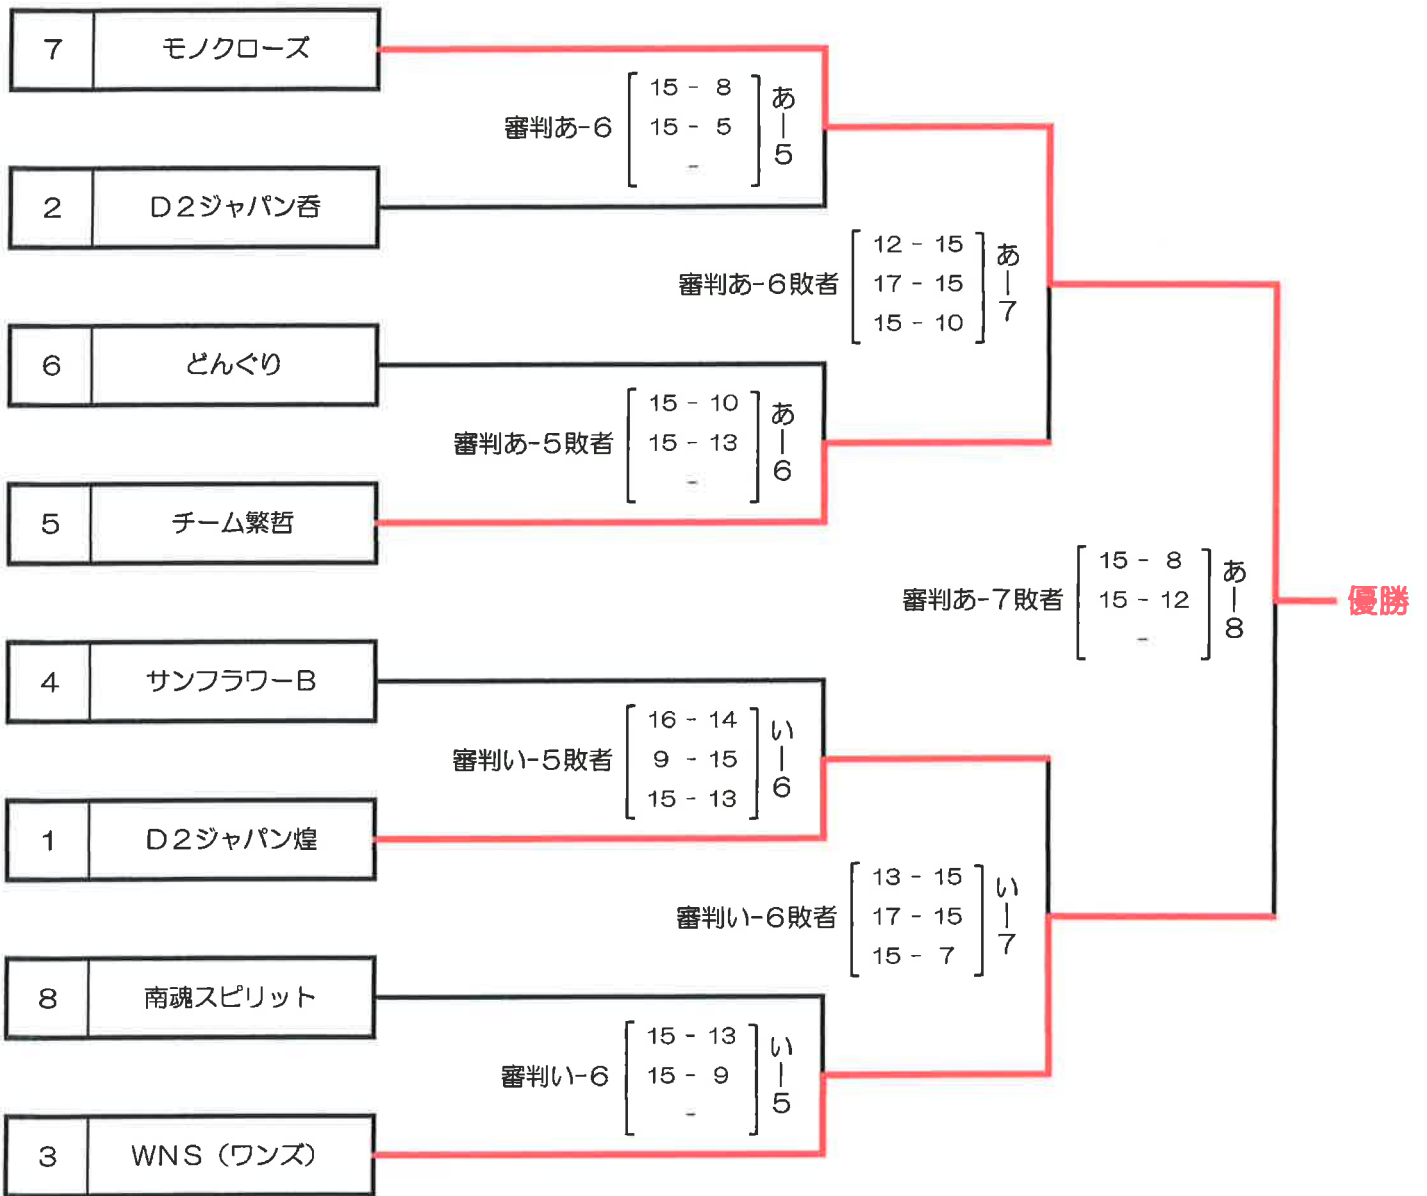 7 モノクローズ
審判あ-6
15 - 8
15 - 5
-
あ-5
2 D2ジャパン呑
審判あ-6敗者
12 - 15
17 - 15
15 - 10
あ-7
6 どんぐり
審判あ-5敗者
15 - 10
15 - 13
-
あ-6
5 チーム繁哲
審判あ-7敗者
15 - 8
15 - 12
-
あ-8
優勝
4 サンフラワーB
審判い-5敗者
16 - 14
9 - 15
15 - 13
い-6
1 D2ジャパン煌
審判い-6敗者
13 - 15
17 - 15
15 - 7
い-7
8 南魂スピリット
審判い-6
15 - 13
15 - 9
-
い-5
3 WNS（ワンズ）